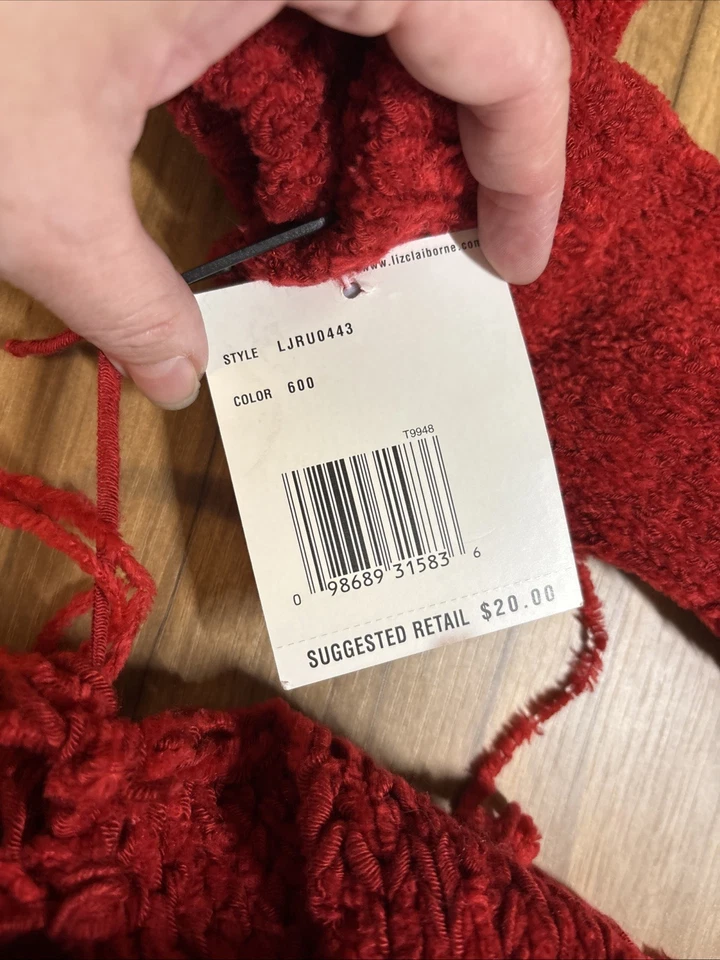 www.lizclaiborne.com
STYLE LJRU0443
COLOR 600
T9948
0 98689 31583 6
SUGGESTED RETAIL $20.00